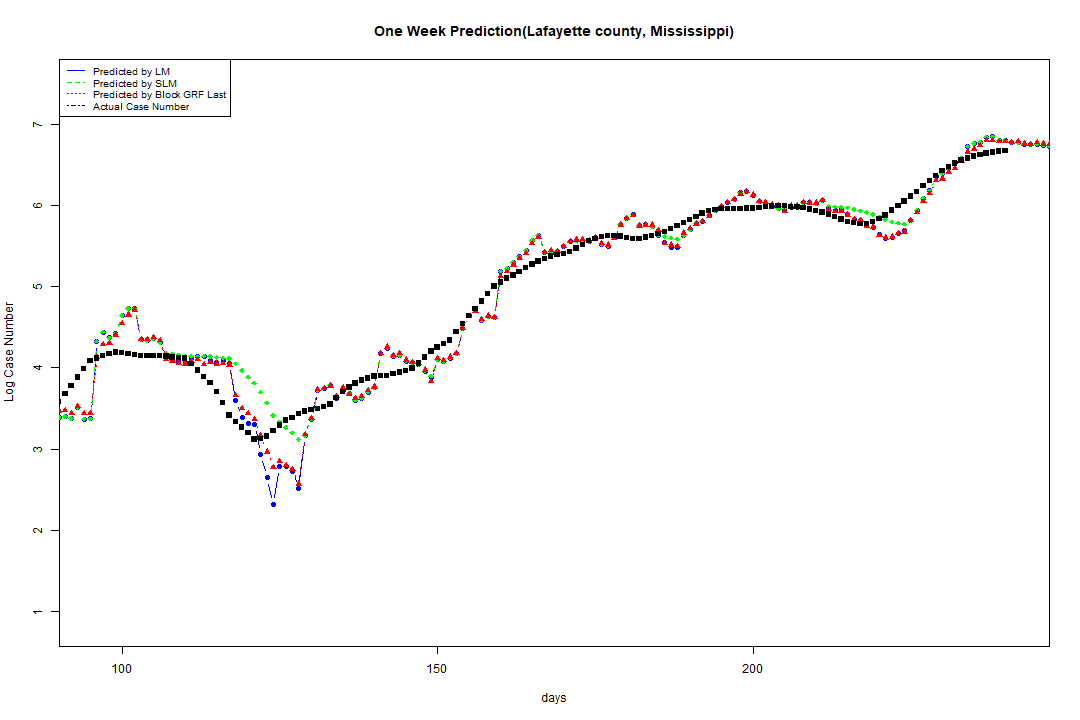 One Week Prediction(Lafayette county, Mississippi)
Predicted by LM
Predicted by SLM
Predicted by Block GRF Last
Actual Case Number
7
6
5
4
3
2
1
Log Case Number
100 150 200
days